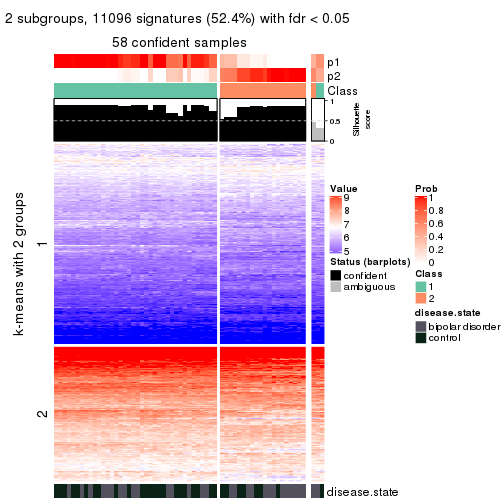 2 subgroups, 11096 signatures (52.4%) with fdr < 0.05
58 confident samples
p1
p2
Class
1
0.5
0
Silhouette
score
k-means with 2 groups
1
2
disease.state
Value
9
8
7
6
5
Status (barplots)
confident
ambiguous
Prob
1
0.8
0.6
0.4
0.2
0
Class
1
2
disease.state
bipolar disorder
control